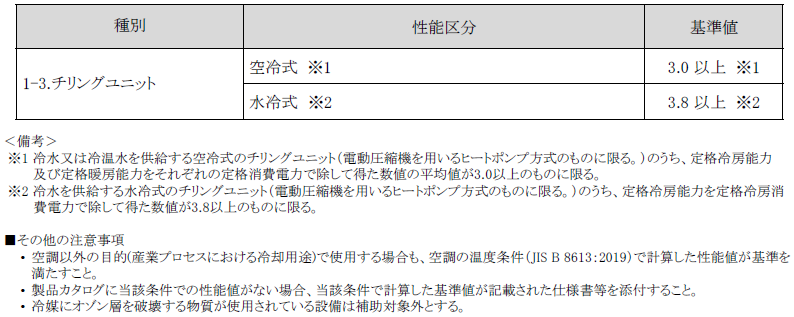 種別 性能区分 基準値
1-3.チリングユニット 空冷式 ※1 3.0 以上 ※1
水冷式 ※2 3.8 以上 ※2
＜備考＞
※1 冷水又は冷温水を供給する空冷式のチリングユニット（電動圧縮機を用いるヒートポンプ方式のものに限る。）のうち、定格冷房能力
及び定格暖房能力をそれぞれの定格消費電力で除して得た数値の平均値が3.0以上のものに限る。
※2 冷水を供給する水冷式のチリングユニット（電動圧縮機を用いるヒートポンプ方式のものに限る。）のうち、定格冷房能力を定格冷房消
費電力で除して得た数値が3.8以上のものに限る。
■その他の注意事項
・空調以外の目的(産業プロセスにおける冷却用途)で使用する場合も、空調の温度条件（JIS B 8613：2019）で計算した性能値が基準を
満たすこと。
・製品カタログに当該条件での性能値がない場合、当該条件で計算した基準値が記載された仕様書等を添付すること。
・冷媒にオゾン層を破壊する物質が使用されている設備は補助対象外とする。